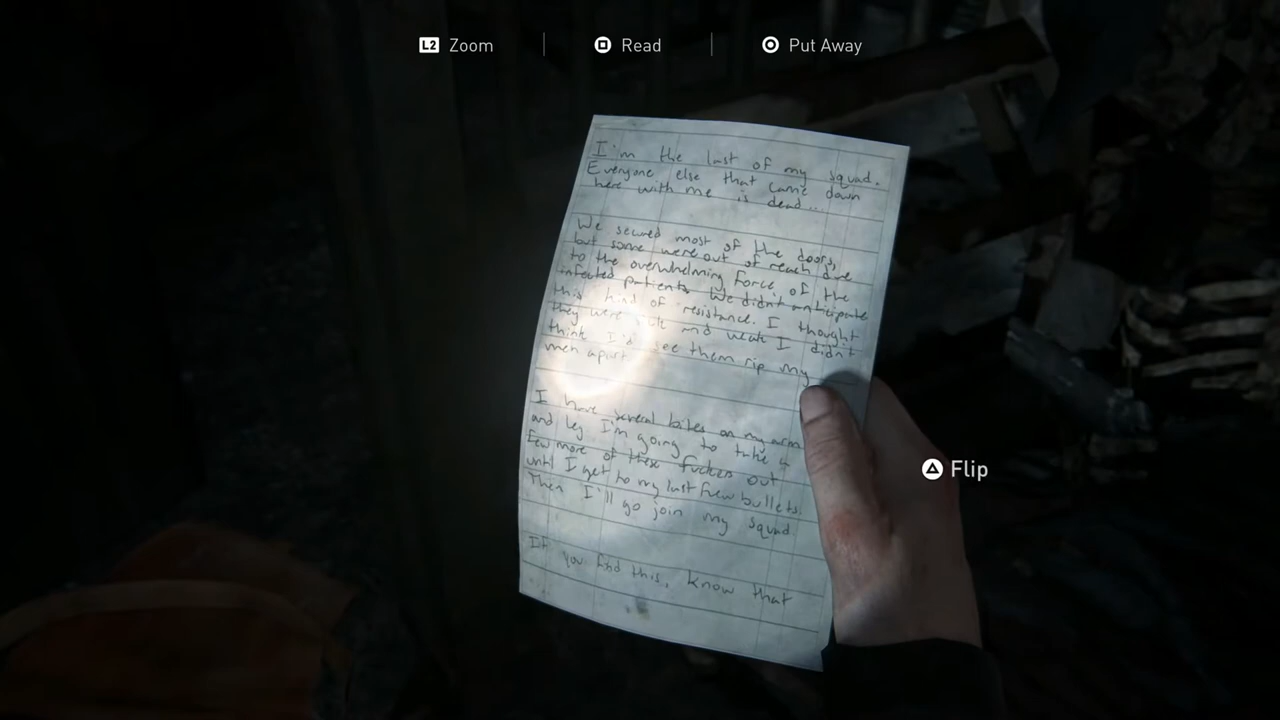 L2 Zoom
Read
Put Away
I'm the last of my squad.
Everyone else that came down
here with me is dead...
We secured most of the doors,
but some were out of reach due
to the overwhelming force of the
infected patients. We didn't anticipate
this kind of resistance. I thought
they were sick and weak I didn't
think I'd see them rip my
men apart.
I have several bites on my arm
and leg. I'm going to take a
few more of these fuckers out
until I get to my last few bullets.
Then I'll go join my squad
If you find this, know that
Flip